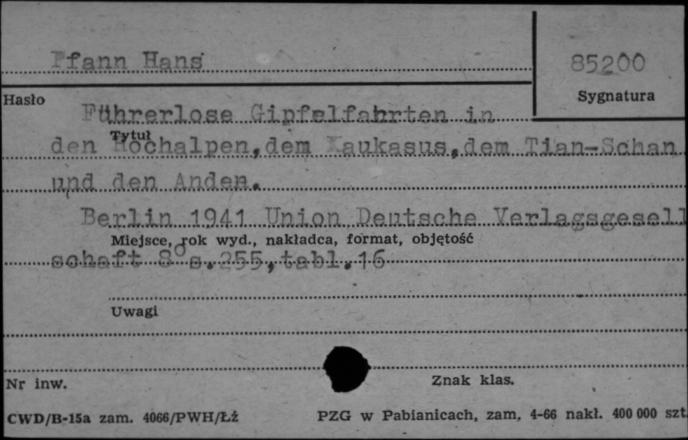 Pfann Hans
85200
Hasło
Sygnatura
Führerlose Gipfelfahrten in
Tytuł
den Hochalpen, dem Kaukasus, dem Tian-Schan
und den Anden.
Berlin 1941 Union Deutsche Verlagsgesell
Miejsce, rok wyd., nakładca, format, objętość
schaft 8° s. 255, tabl. 16
Uwagi
Nr inw.
Znak klas.
CWD/B-15a zam. 4066/PWH/Łż
PZG w Pabianicach, zam. 4-66 nakł. 400 000 szt.